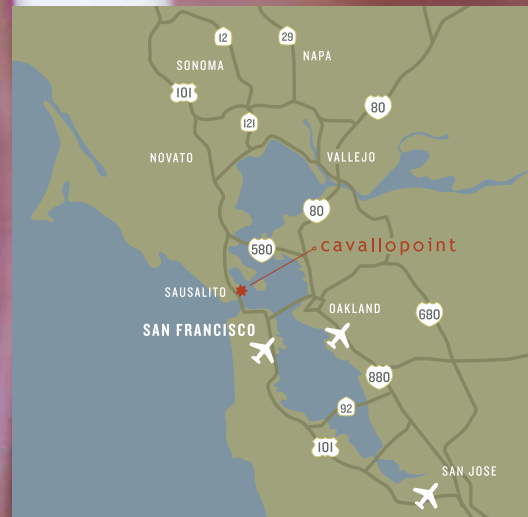 12
29
NAPA
SONOMA
101
80
121
NOVATO
VALLEJO
80
580
cavallopoint
SAUSALITO
OAKLAND
680
SAN FRANCISCO
880
92
101
SAN JOSE